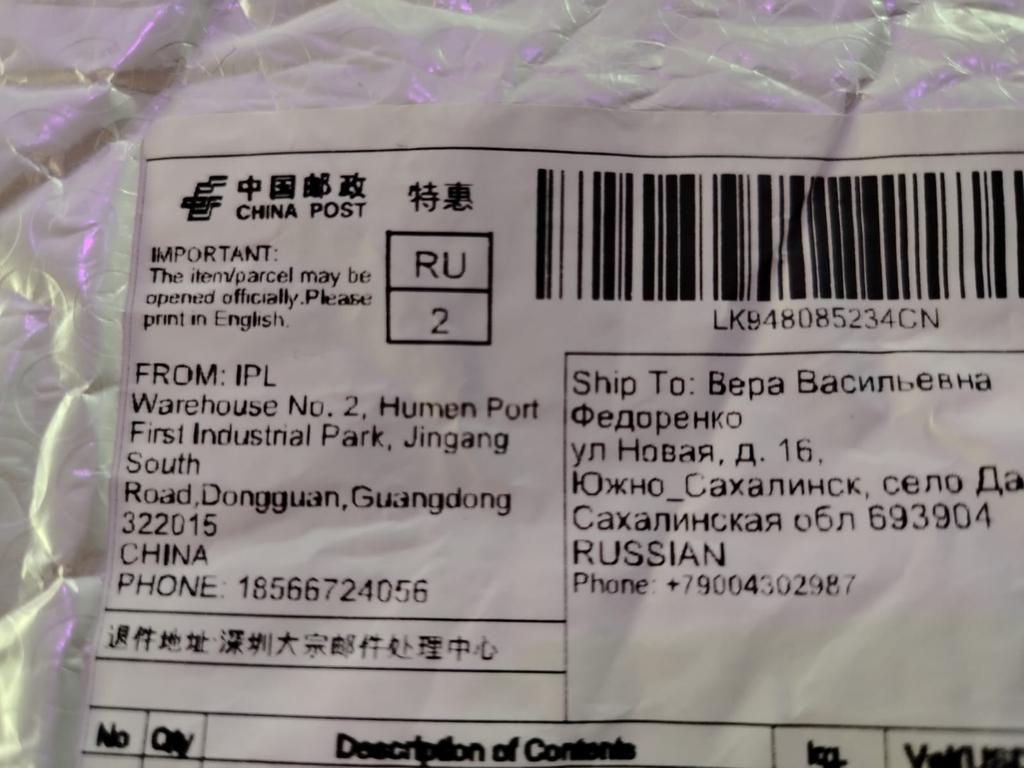 中国邮政
CHINA POST
特惠
IMPORTANT:
The item/parcel may be
opened officially.Please
print in English.
RU
2
LK948085234CN
FROM: IPL
Warehouse No. 2, Humen Port
First Industrial Park, Jingang
South
Road,Dongguan,Guangdong
322015
CHINA
PHONE: 18566724056
Ship To: Вера Васильевна
Федоренко
ул Новая, д. 16,
Южно_Сахалинск, село Да
Сахалинская обл 693904
RUSSIAN
Phone: +79004302987
退件地址:深圳大宗邮件处理中心
No Qty Description of Contents kg.